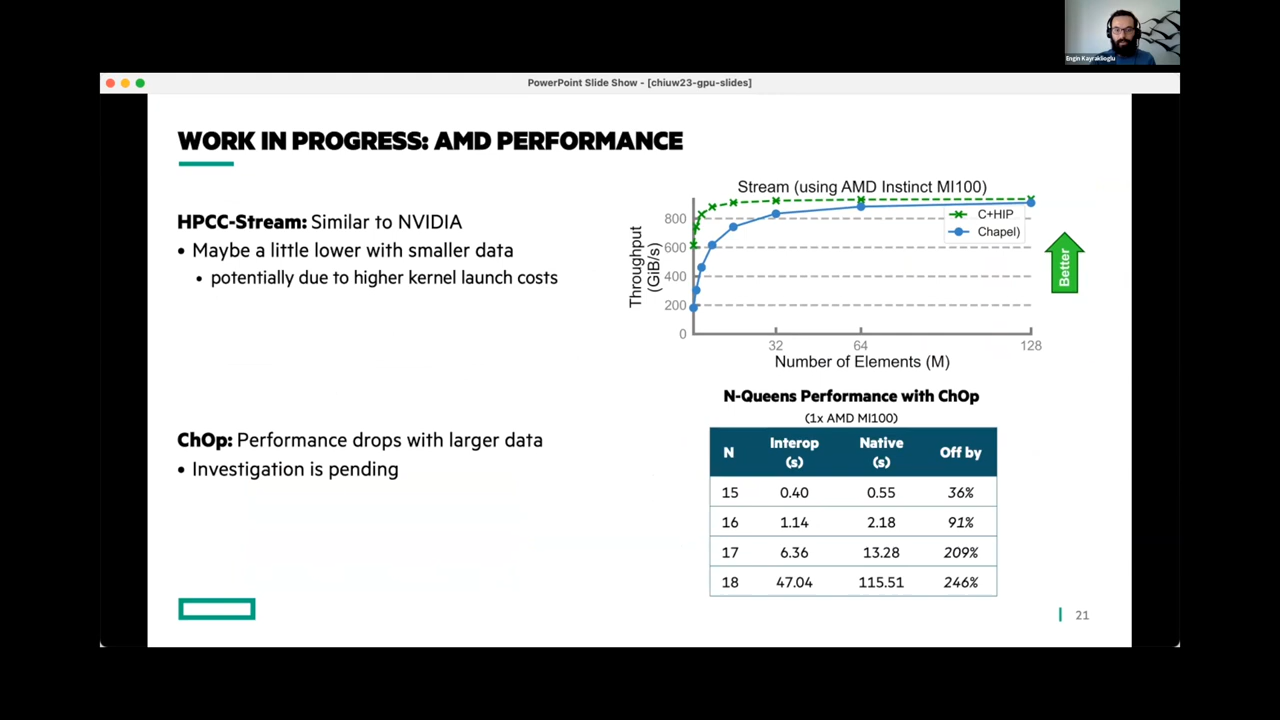 Engin Kayraklioglu
PowerPoint Slide Show - [chiuw23-gpu-slides]
WORK IN PROGRESS: AMD PERFORMANCE
HPCC-Stream: Similar to NVIDIA
• Maybe a little lower with smaller data
• potentially due to higher kernel launch costs
Stream (using AMD Instinct MI100)
Throughput
(GiB/s)
800
600
400
200
0
C+HIP
Chapel)
32
64
128
Number of Elements (M)
Better
ChOp: Performance drops with larger data
• Investigation is pending
N-Queens Performance with ChOp
(1x AMD MI100)
N Interop (s) Native (s) Off by
15 0.40 0.55 36%
16 1.14 2.18 91%
17 6.36 13.28 209%
18 47.04 115.51 246%
21